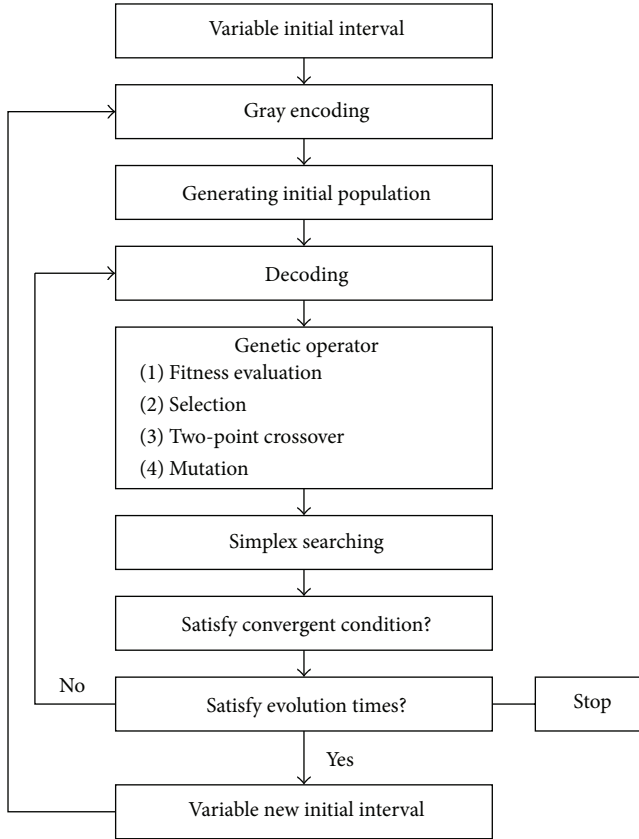 Variable initial interval
Gray encoding
Generating initial population
Decoding
Genetic operator
(1) Fitness evaluation
(2) Selection
(3) Two-point crossover
(4) Mutation
Simplex searching
Satisfy convergent condition?
No
Satisfy evolution times?
Stop
Yes
Variable new initial interval